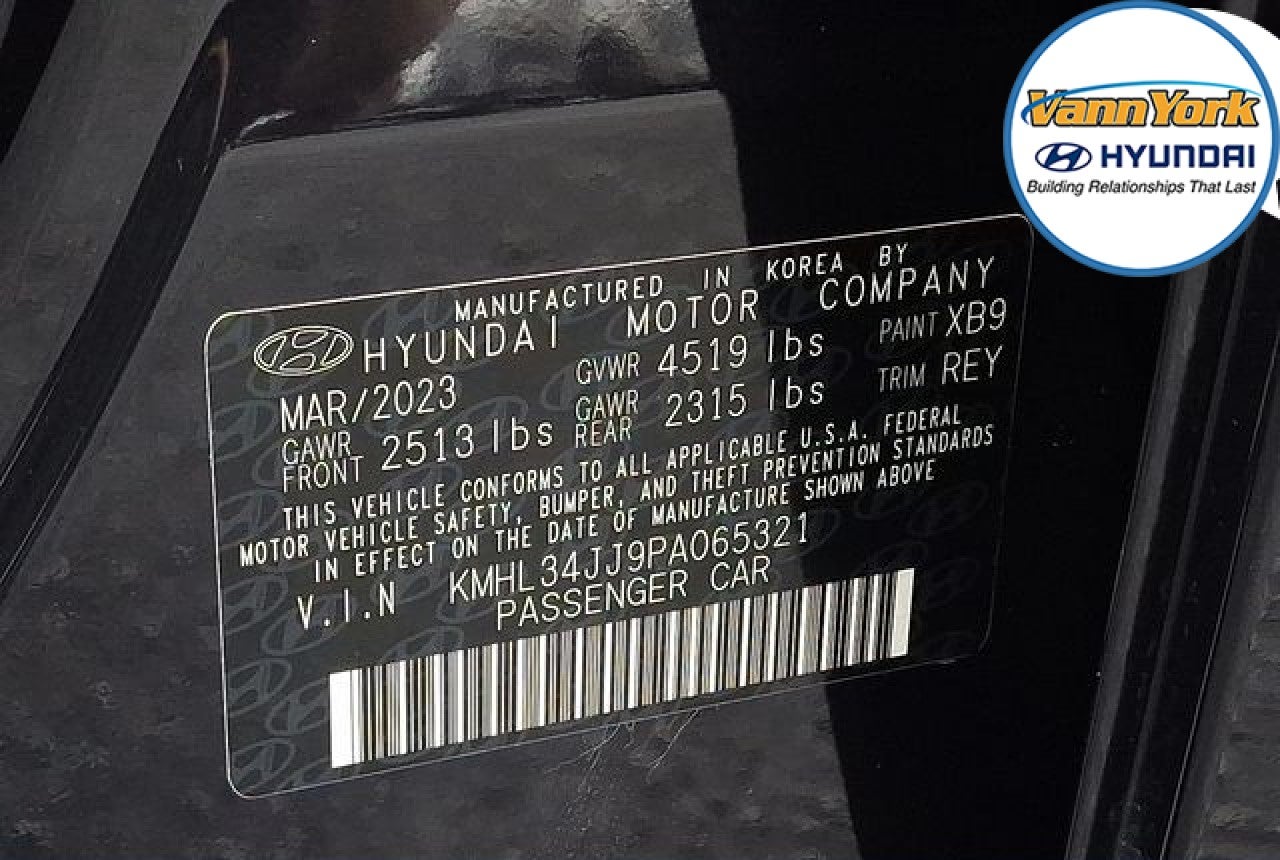 VannYork
HYUNDAI
Building Relationships That Last
MANUFACTURED IN KOREA BY
HYUNDAI MOTOR COMPANY
MAR/2023 GVWR 4519 lbs PAINT XB9
GAWR FRONT 2513 lbs GAWR REAR 2315 lbs TRIM REY
THIS VEHICLE CONFORMS TO ALL APPLICABLE U.S.A. FEDERAL
MOTOR VEHICLE SAFETY, BUMPER, AND THEFT PREVENTION STANDARDS
IN EFFECT ON THE DATE OF MANUFACTURE SHOWN ABOVE
V.I.N KMHL34JJ9PA065321
PASSENGER CAR